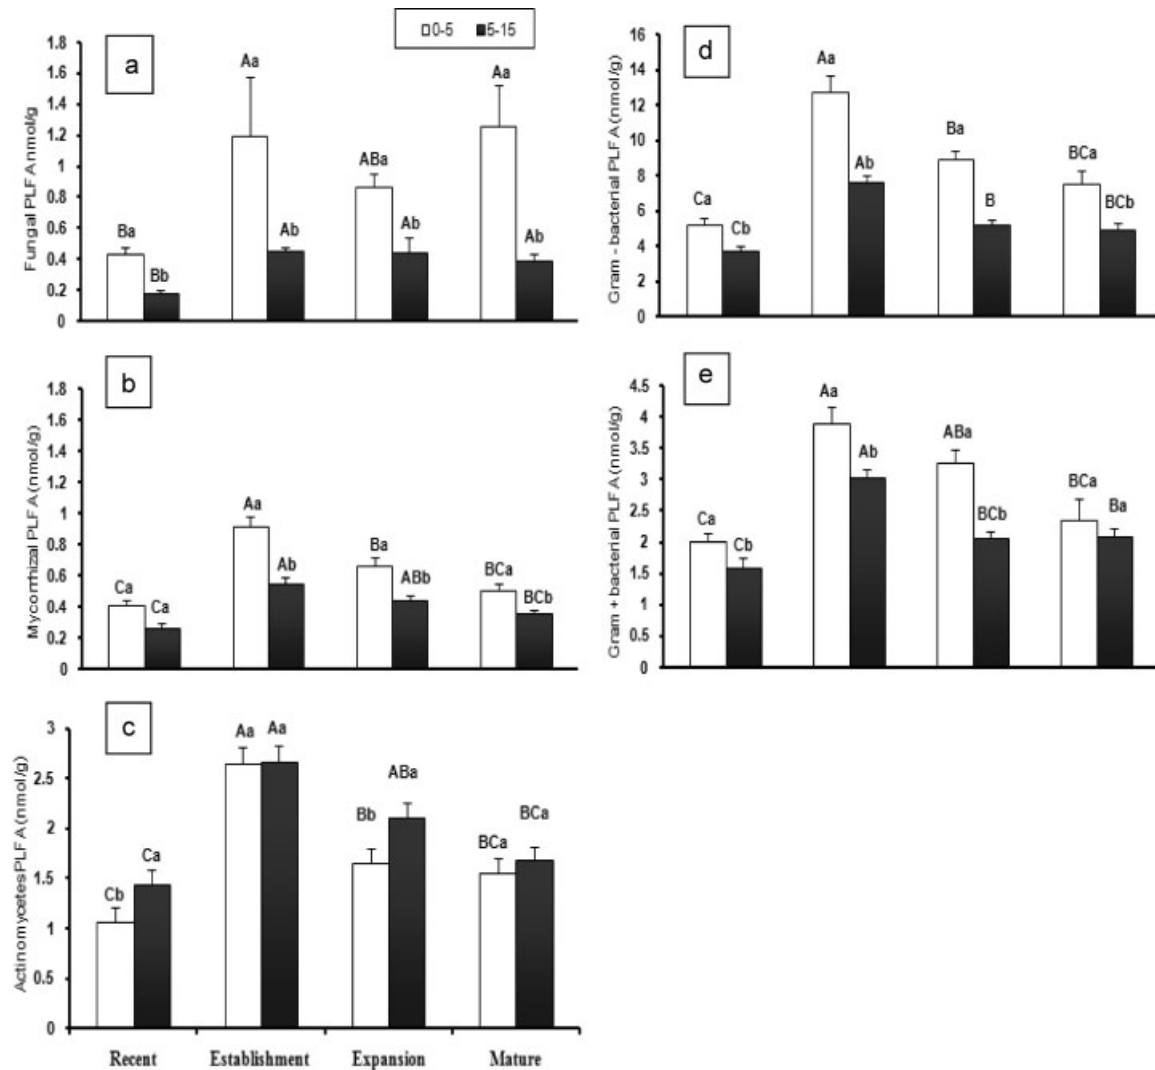 0-5 5-15
a
Fungal PLFA nmol/g
1.8
1.6
1.4
1.2
1
0.8
0.6
0.4
0.2
0
Ba
Bb
Aa
Ab
ABa
Ab
Aa
Ab
d
Gram - bacterial PLFA (nmol/g)
16
14
12
10
8
6
4
2
0
Ca
Cb
Aa
Ab
Ba
B
BCa
BCb
b
Mycorrhizal PLFA (nmol/g)
1.8
1.6
1.4
1.2
1
0.8
0.6
0.4
0.2
0
Ca
Ca
Aa
Ab
Ba
ABb
BCa
BCb
e
Gram + bacterial PLFA (nmol/g)
4.5
4
3.5
3
2.5
2
1.5
1
0.5
0
Ca
Cb
Aa
Ab
ABa
BCb
BCa
Ba
c
Actinomycetes PLFA (nmol/g)
3
2.5
2
1.5
1
0.5
0
Cb
Ca
Aa
Aa
Bb
ABa
BCa
BCa
Recent Establishment Expansion Mature